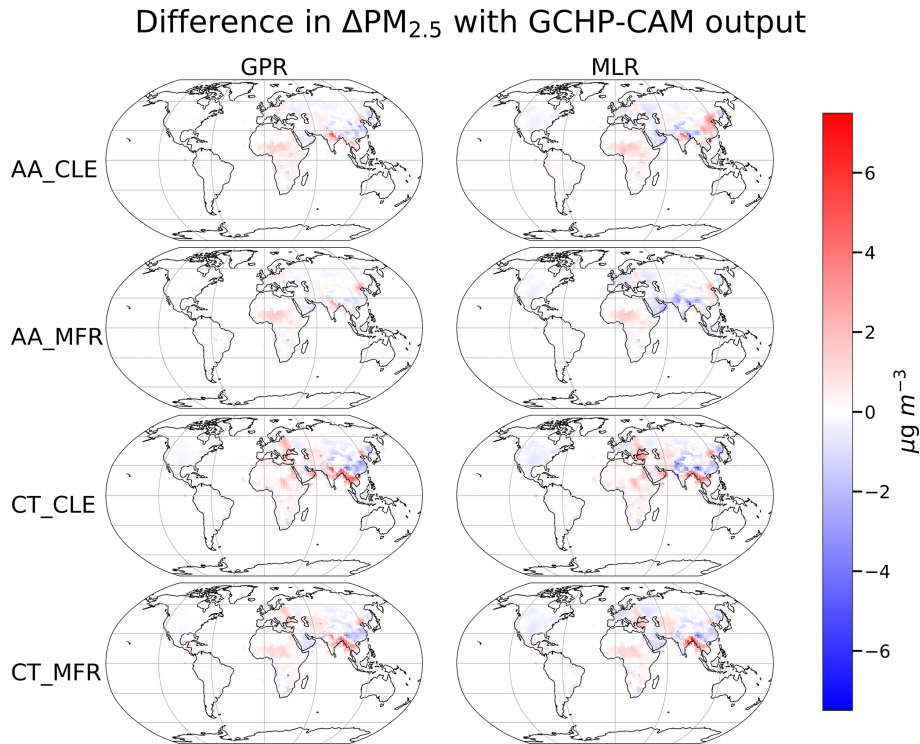 Difference in ΔPM₂.₅ with GCHP-CAM output
GPR MLR
AA_CLE
AA_MFR
CT_CLE
CT_MFR
6
4
2
0
−2
−4
−6
μg m⁻³